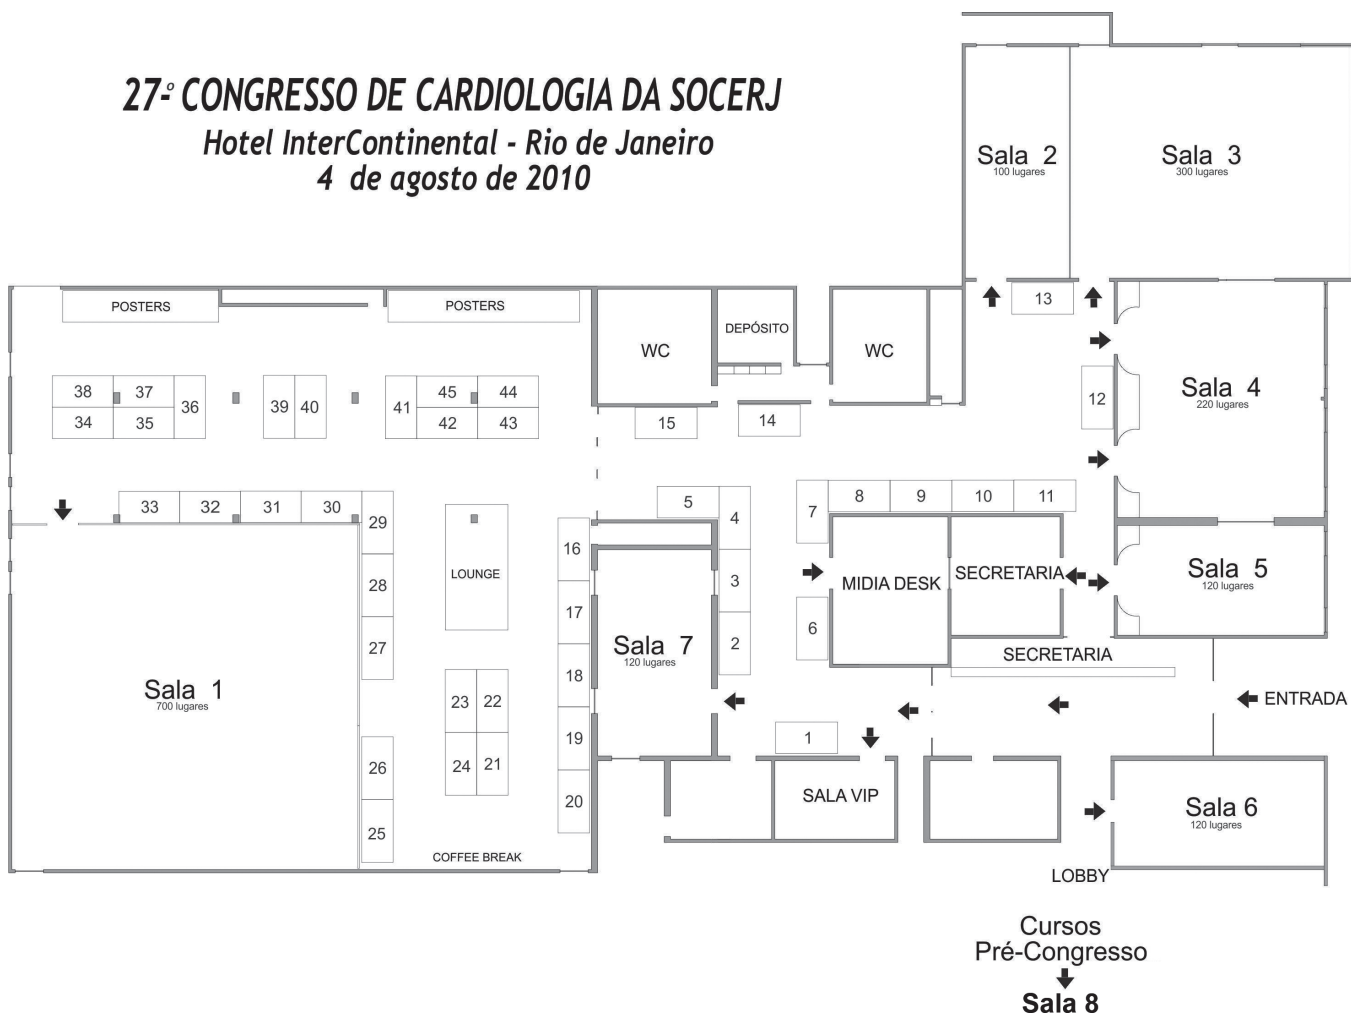 27º CONGRESSO DE CARDIOLOGIA DA SOCERJ
Hotel InterContinental - Rio de Janeiro
4 de agosto de 2010
Sala 2
100 lugares
Sala 3
300 lugares
13
POSTERS
POSTERS
WC
DEPÓSITO
WC
38
37
36
34
35
39
40
41
45
44
42
43
15
14
12
Sala 4
220 lugares
33
32
31
30
29
28
27
LOUNGE
16
17
18
19
20
5
4
3
2
7
8
9
10
11
6
MIDIA DESK
SECRETARIA
Sala 5
120 lugares
SECRETARIA
Sala 7
120 lugares
Sala 1
700 lugares
23
22
24
21
26
25
COFFEE BREAK
1
SALA VIP
ENTRADA
Sala 6
120 lugares
LOBBY
Cursos
Pré-Congresso
Sala 8